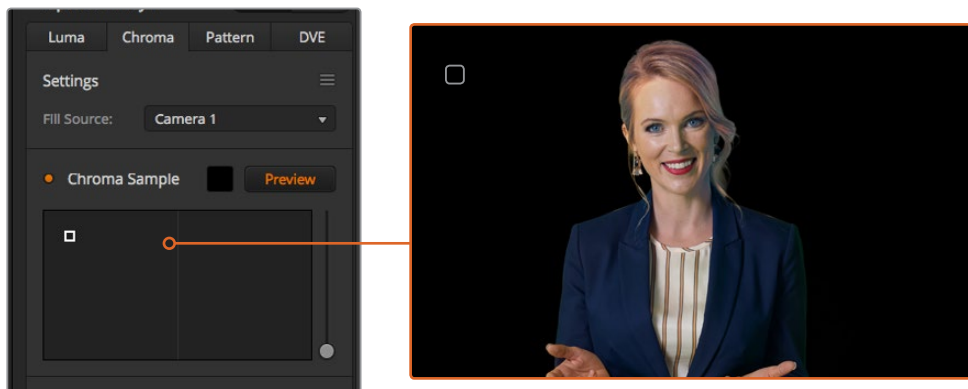 Luma Chroma Pattern DVE
Settings
Fill Source: Camera 1
Chroma Sample Preview